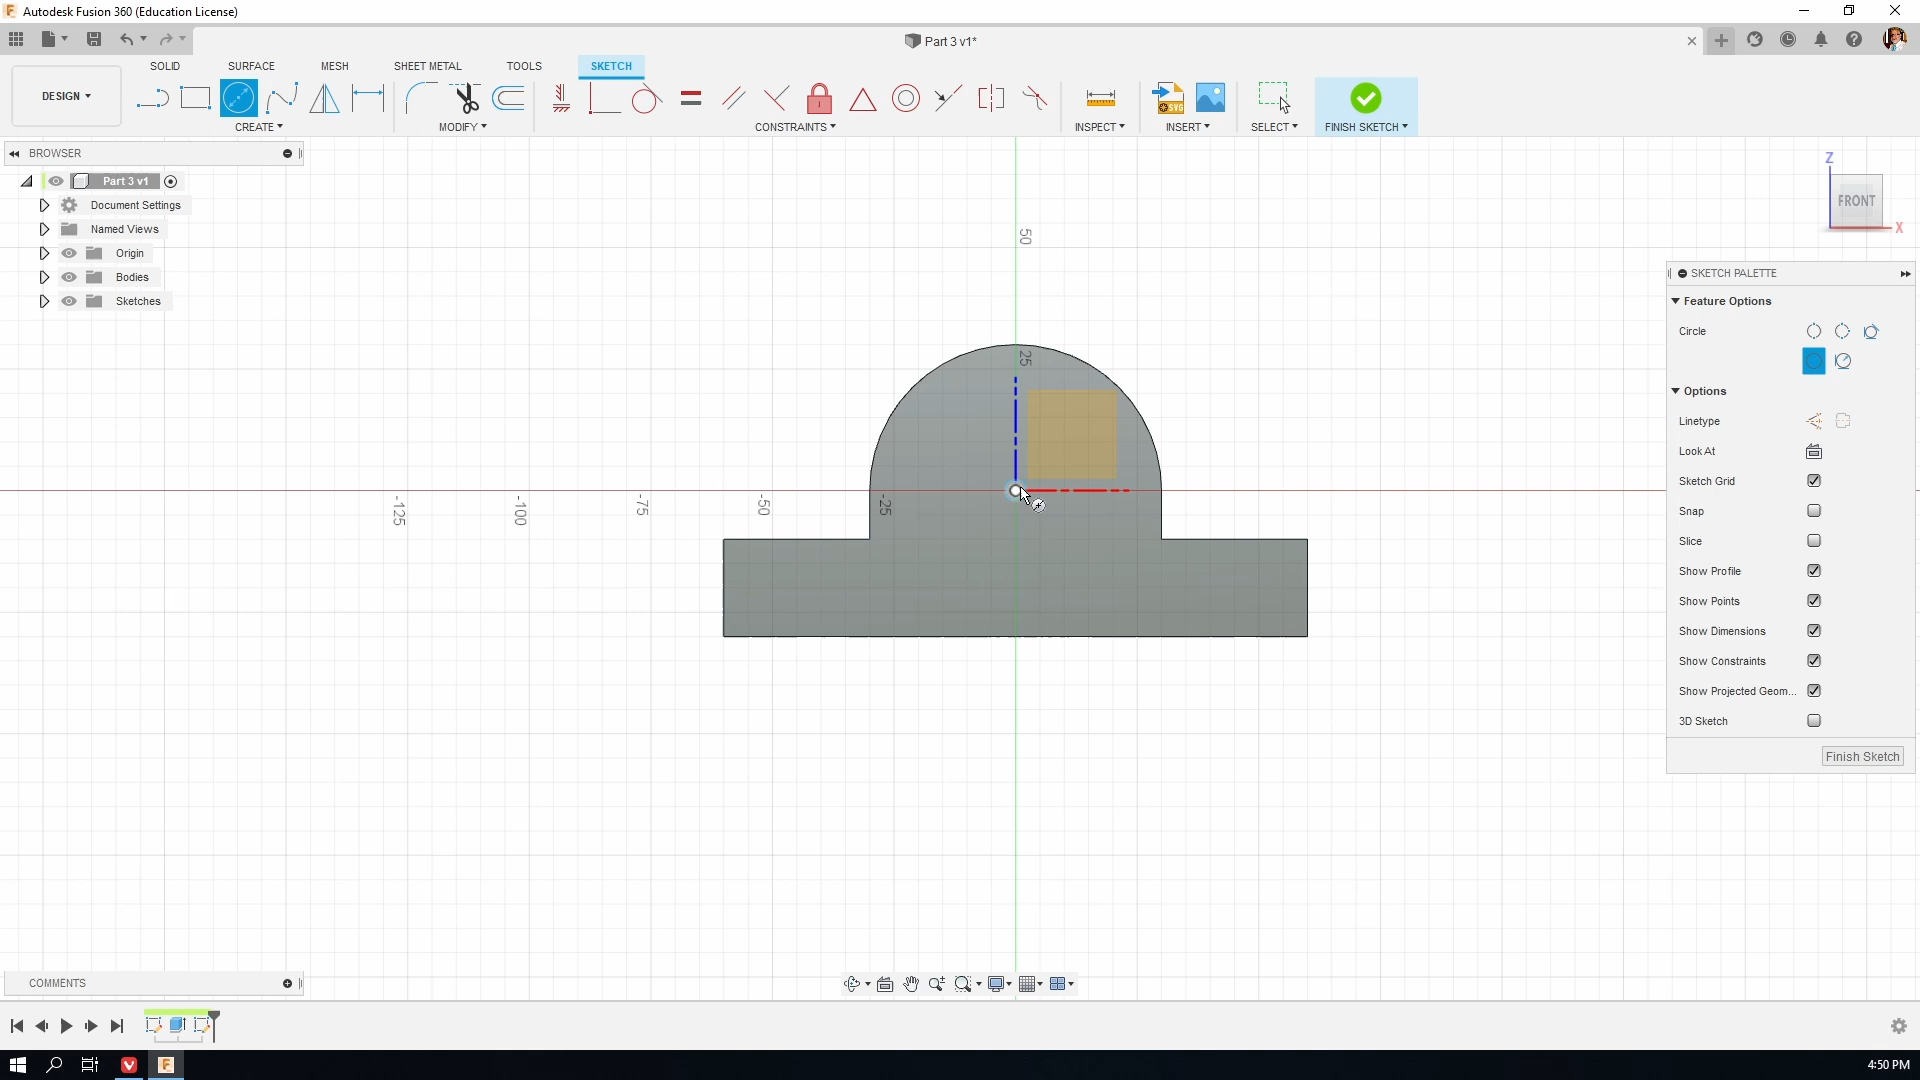 Autodesk Fusion 360 (Education License)
Part 3 v1*
DESIGN
SOLID
SURFACE
MESH
SHEET METAL
TOOLS
SKETCH
CREATE
MODIFY
CONSTRAINTS
INSPECT
INSERT
SELECT
FINISH SKETCH
SVG
BROWSER
Part 3 v1
Document Settings
Named Views
Origin
Bodies
Sketches
Z
FRONT
X
50
25
-125
-100
-75
-50
-25
SKETCH PALETTE
Feature Options
Circle
Options
Linetype
Look At
Sketch Grid
Snap
Slice
Show Profile
Show Points
Show Dimensions
Show Constraints
Show Projected Geom...
3D Sketch
Finish Sketch
COMMENTS
4:50 PM